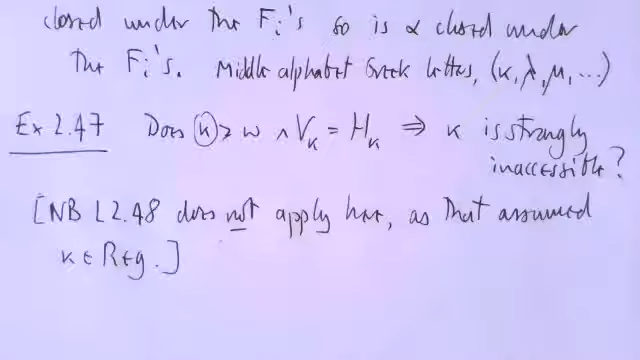 closed under the Fi's so is α closed under
the Fi's. Middle alphabet Greek letters, (κ, λ, μ, ...)
Ex 2.47 Does κ > ω ∧ Vκ = Hκ ⇒ κ is strongly
inaccessible?
[NB L2.48 does not apply here, as that assumed
κ ∈ Reg.]